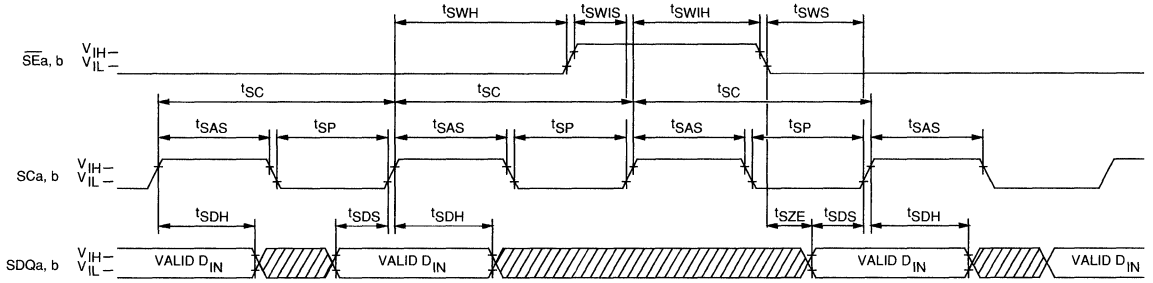 tSWH tSWIS tSWIH tSWS
SEa, b VIH
VIL
tSC tSC tSC
tSAS tSP tSAS tSP tSAS tSP tSAS
SCa, b VIH
VIL
tSDH tSDS tSDH tSZE tSDS tSDH
SDQa, b VIH
VIL
VALID DIN VALID DIN VALID DIN VALID DIN